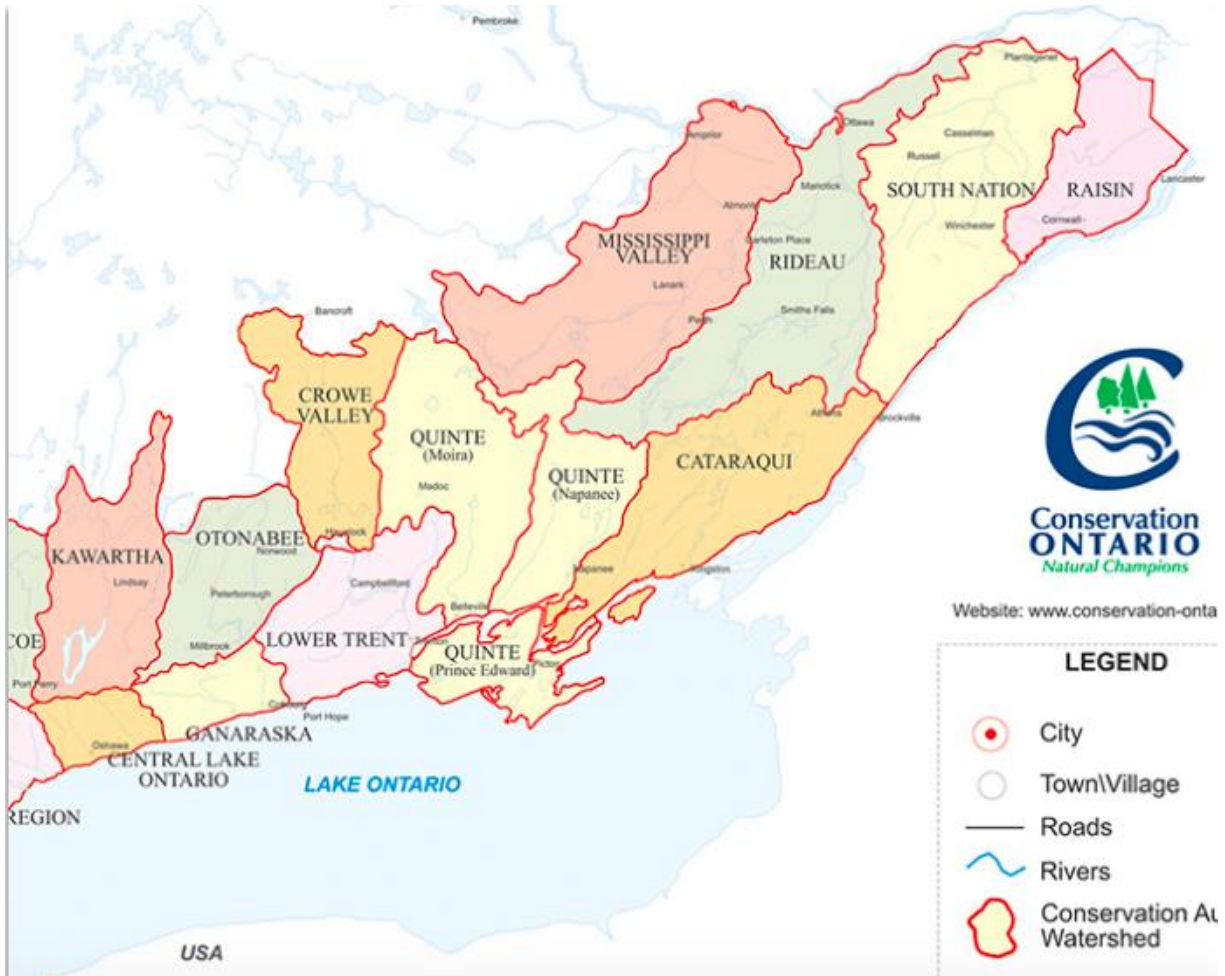 Pembroke
Plantagenet
Ottawa
Arnprior
Casselman
Russell
SOUTH NATION
RAISIN
Lancaster
Manotick
Almonte
Cornwall
Winchester
MISSISSIPPI
VALLEY
Carleton Place
RIDEAU
Lanark
Smiths Falls
Perth
Bancroft
CROWE
VALLEY
QUINTE
(Moira)
Madoc
QUINTE
(Napanee)
CATARAQUI
Athens
Brockville
Conservation
ONTARIO
Natural Champions
Website: www.conservation-onta
KAWARTHA
Lindsay
OTONABEE
Norwood
Havelock
Peterborough
Campbellford
Napanee
Kingston
Belleville
Millbrook
LOWER TRENT
Trenton
QUINTE
(Prince Edward)
Picton
COE
Port Perry
Cobourg
Port Hope
GANARASKA
Oshawa
CENTRAL LAKE
ONTARIO
LAKE ONTARIO
REGION
USA
LEGEND
City
Town\Village
Roads
Rivers
Conservation Au
Watershed